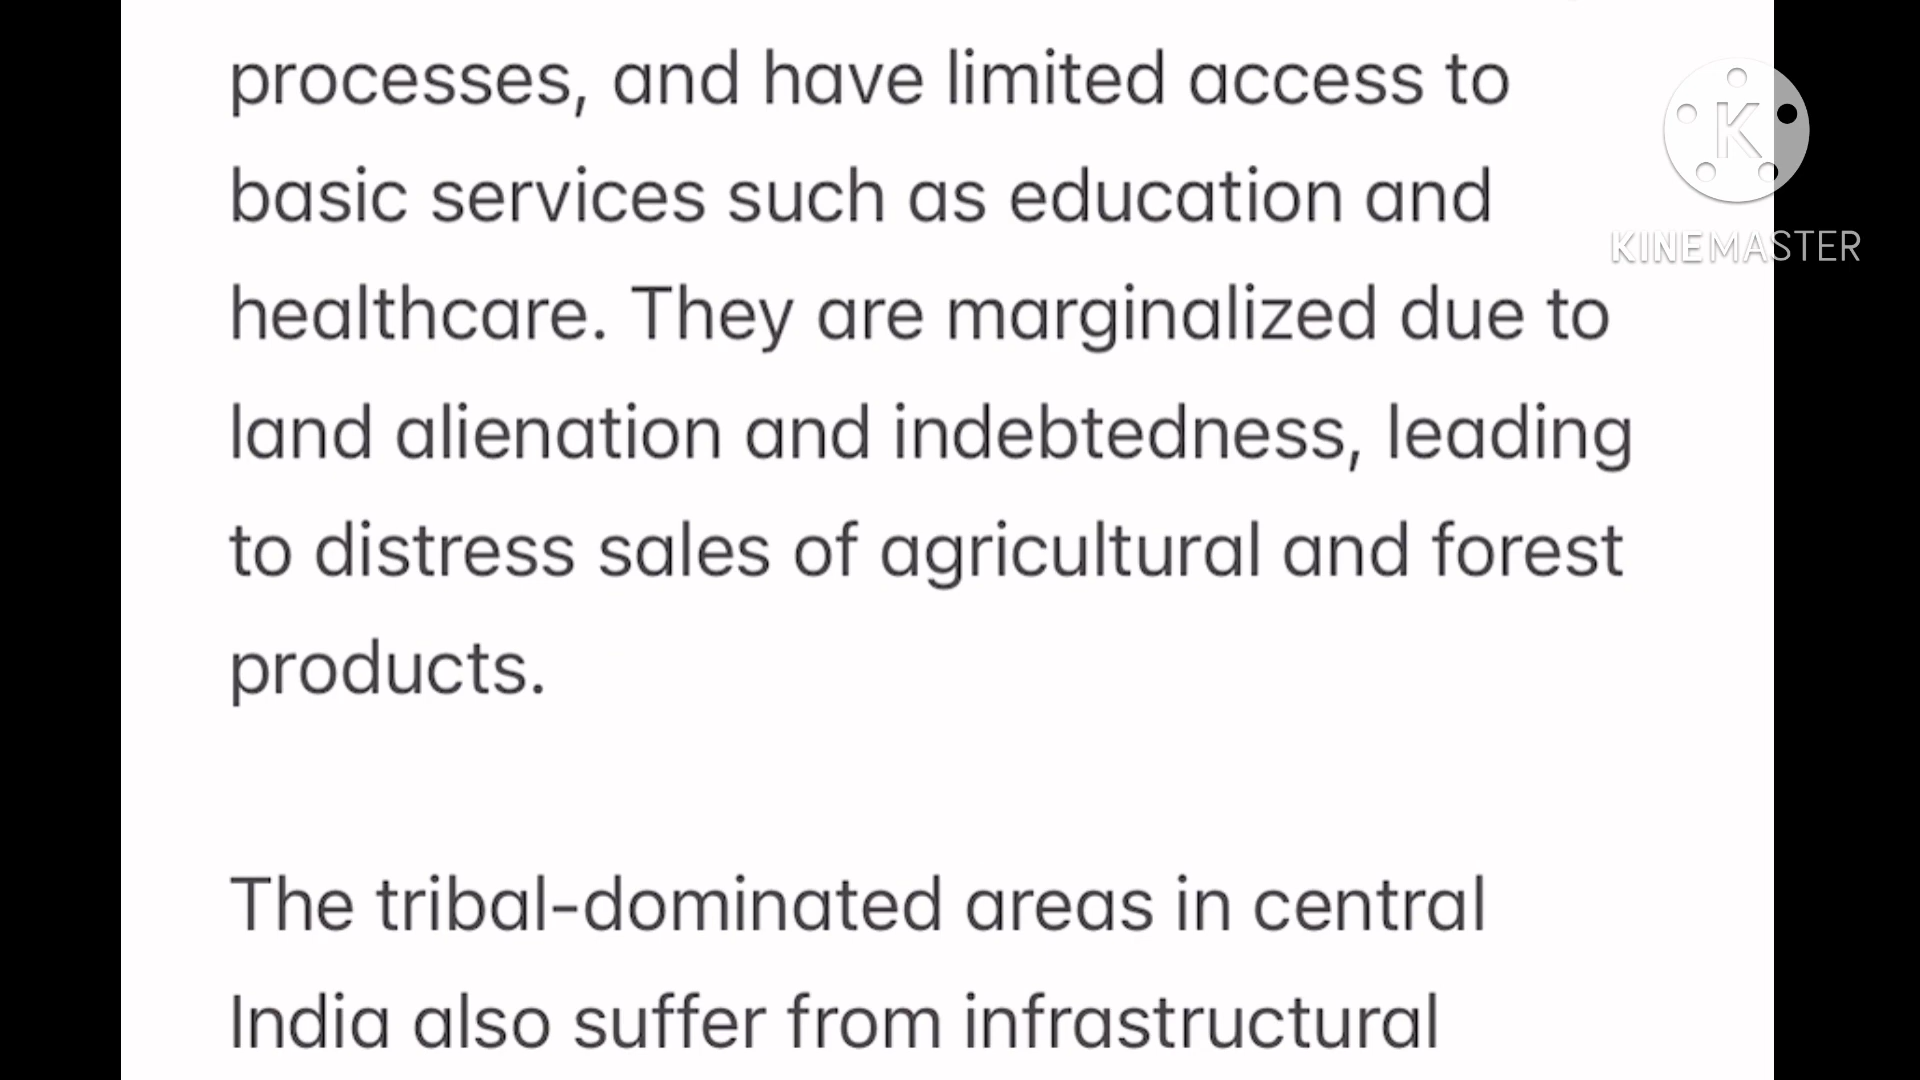 processes, and have limited access to
basic services such as education and
healthcare. They are marginalized due to
land alienation and indebtedness, leading
to distress sales of agricultural and forest
products.
The tribal-dominated areas in central
India also suffer from infrastructural
K
KINEMASTER